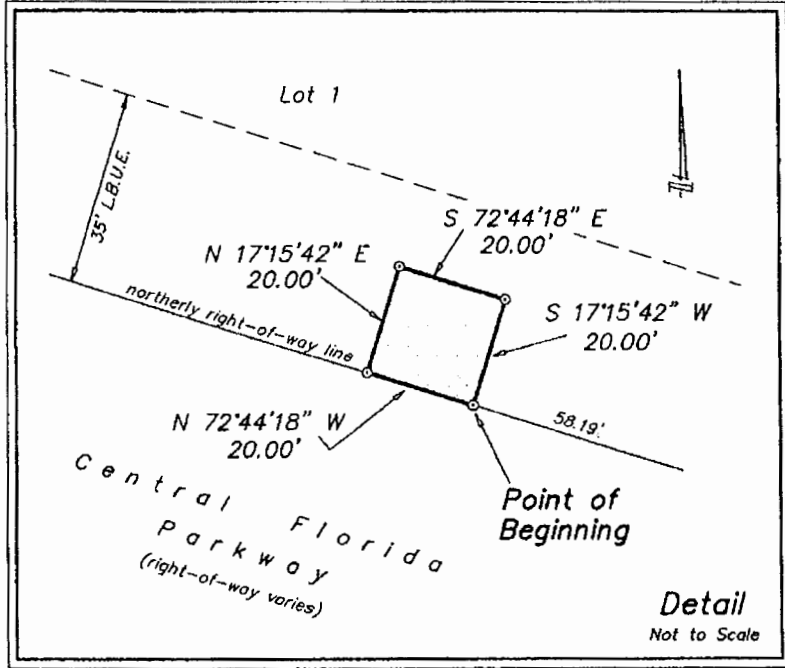 Lot 1
35' L.B.U.E.
S 72°44'18" E
20.00'
N 17°15'42" E
20.00'
S 17°15'42" W
20.00'
northerly right-of-way line
N 72°44'18" W
20.00'
58.19'
Point of
Beginning
Central Florida
Parkway
(right-of-way varies)
Detail
Not to Scale